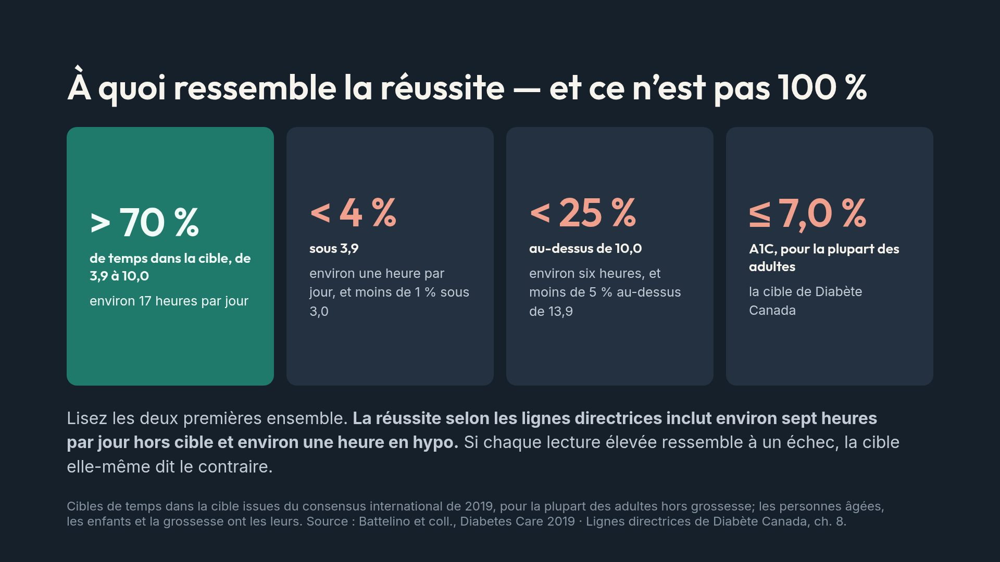 À quoi ressemble la réussite — et ce n’est pas 100 %
> 70 %
de temps dans la cible, de
3,9 à 10,0
environ 17 heures par jour
< 4 %
sous 3,9
environ une heure par
jour, et moins de 1 % sous
3,0
< 25 %
au-dessus de 10,0
environ six heures, et
moins de 5 % au-dessus
de 13,9
≤ 7,0 %
A1C, pour la plupart des
adultes
la cible de Diabète
Canada
Lisez les deux premières ensemble. La réussite selon les lignes directrices inclut environ sept heures
par jour hors cible et environ une heure en hypo. Si chaque lecture élevée ressemble à un échec, la cible
elle-même dit le contraire.
Cibles de temps dans la cible issues du consensus international de 2019, pour la plupart des adultes hors grossesse; les personnes âgées,
les enfants et la grossesse ont les leurs. Source : Battelino et coll., Diabetes Care 2019 · Lignes directrices de Diabète Canada, ch. 8.